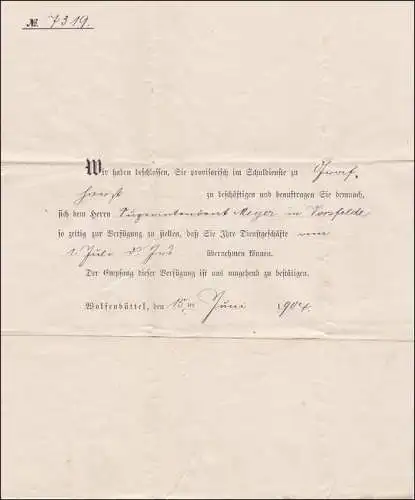 № 7319.
Wir haben beschlossen, Sie provisorisch im Schuldienste zu
horst zu beschäftigen und beauftragen Sie demnach,
sich dem Herrn Superintendent Meyer in Vorsfelde
so zeitig zur Verfügung zu stellen, daß Sie Ihre Dienstgeschäfte vom
1. Juli d. Js übernehmen können.
Der Empfang dieser Verfügung ist uns umgehend zu bestätigen.
Wolfenbüttel, den 15. Juni 1904.